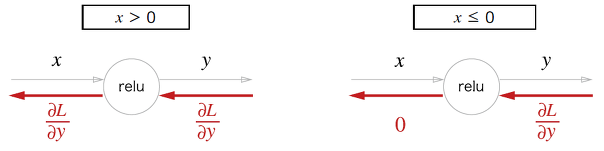 x > 0
x y
relu
∂L/∂y ∂L/∂y
x ≤ 0
x y
relu
0 ∂L/∂y